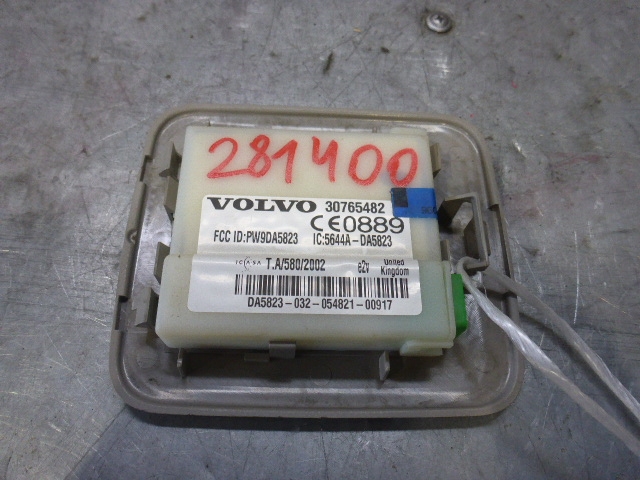 281400
VOLVO 30765482
CE0889
FCC ID:PW9DA5823 IC:5644A-DA5823
ICASA T.A/580/2002 e2v United Kingdom
DA5823-032-054821-00917